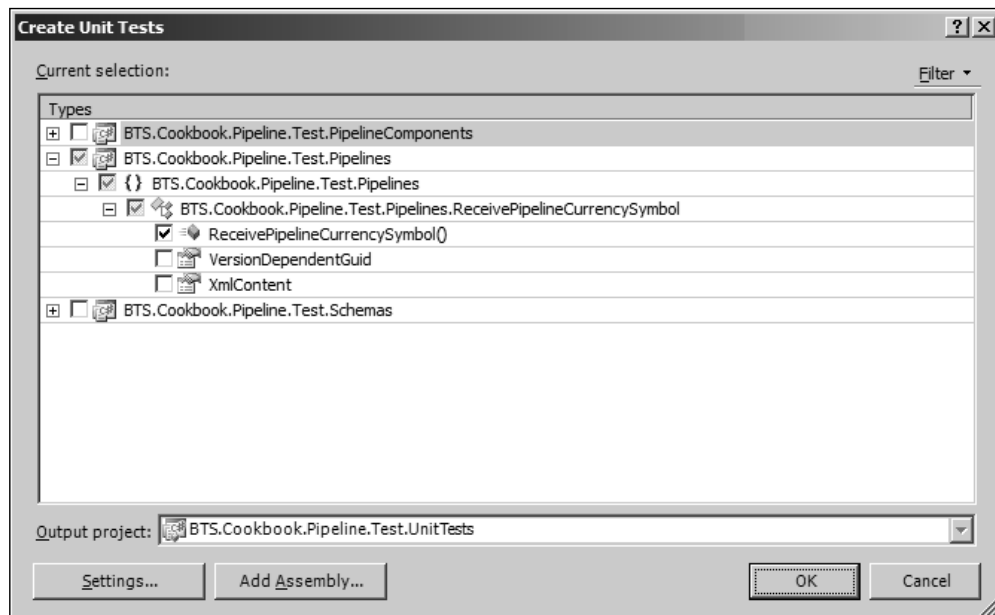 Create Unit Tests
Current selection:
Filter
Types
BTS.Cookbook.Pipeline.Test.PipelineComponents
BTS.Cookbook.Pipeline.Test.Pipelines
{} BTS.Cookbook.Pipeline.Test.Pipelines
BTS.Cookbook.Pipeline.Test.Pipelines.ReceivePipelineCurrencySymbol
ReceivePipelineCurrencySymbol()
VersionDependentGuid
XmlContent
BTS.Cookbook.Pipeline.Test.Schemas
Output project: BTS.Cookbook.Pipeline.Test.UnitTests
Settings... Add Assembly... OK Cancel